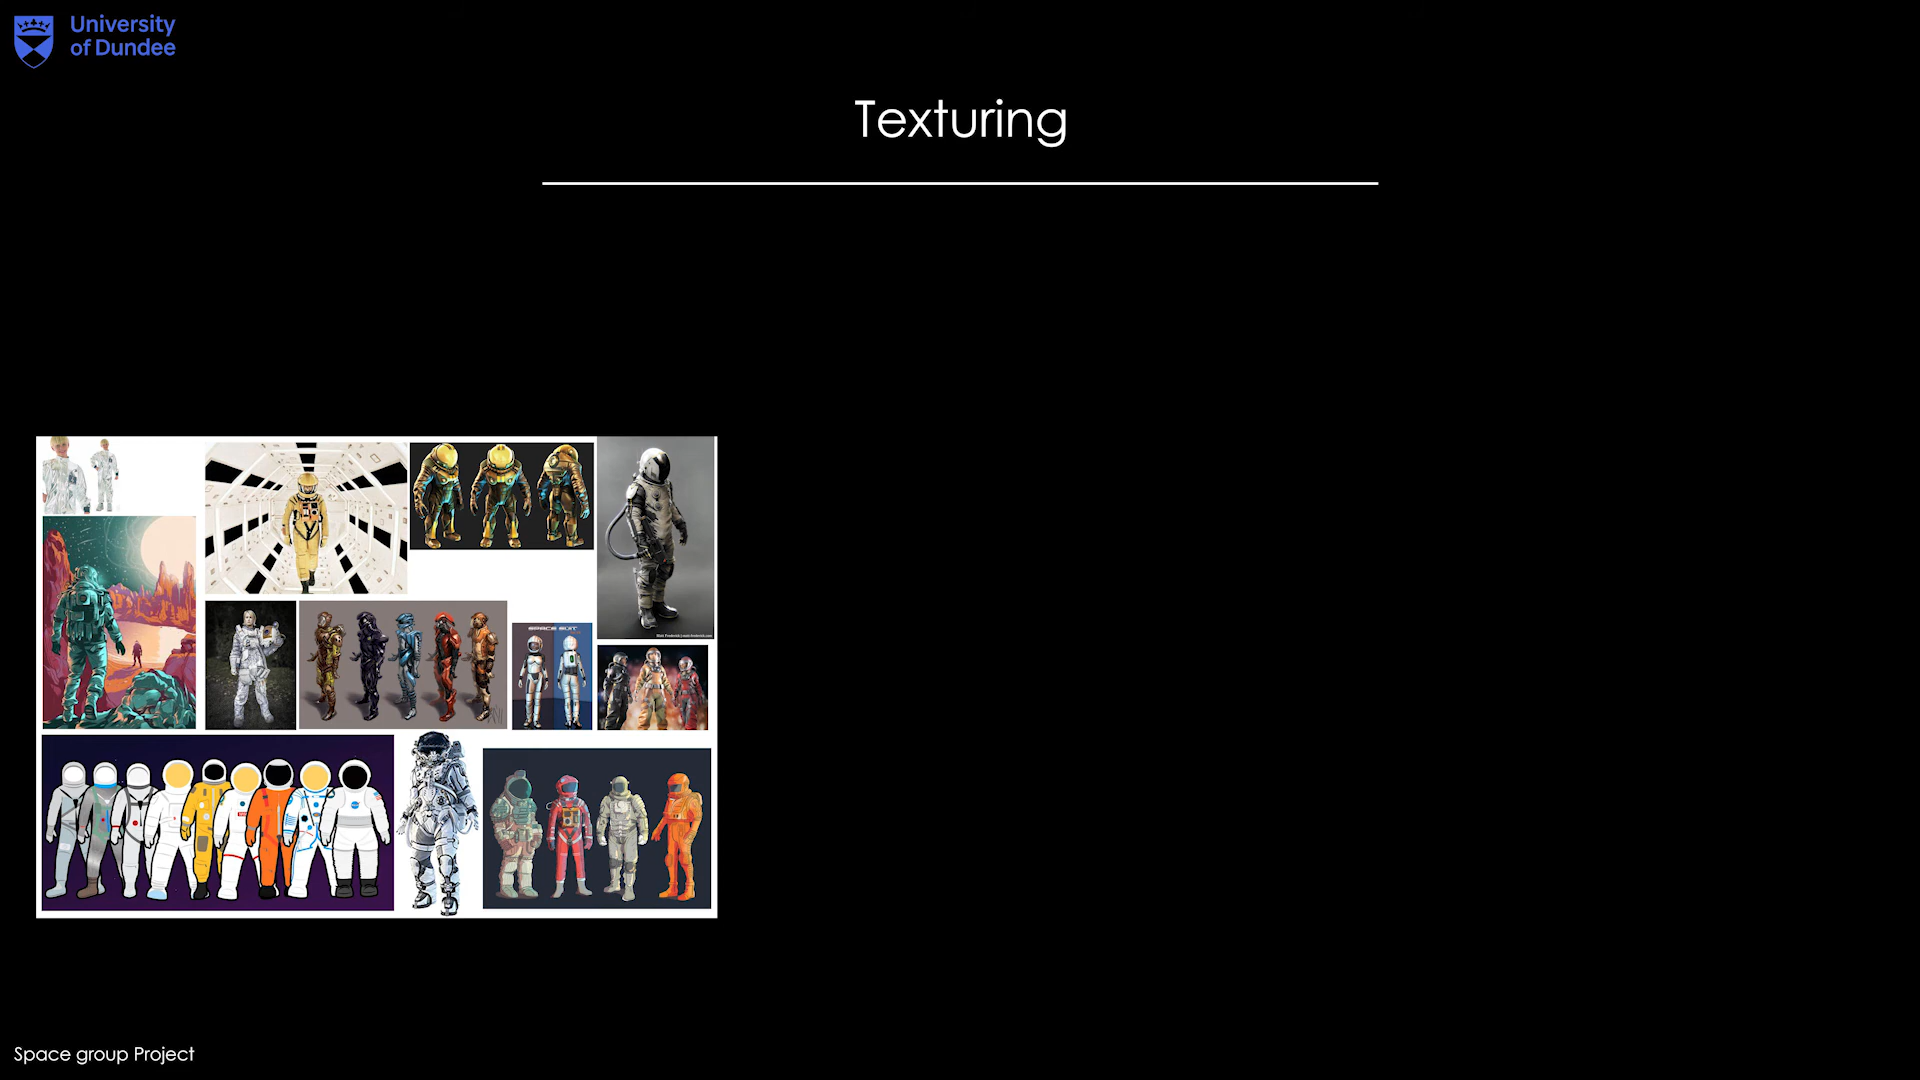 University
of Dundee
Texturing
SPACE SUIT
Space group Project